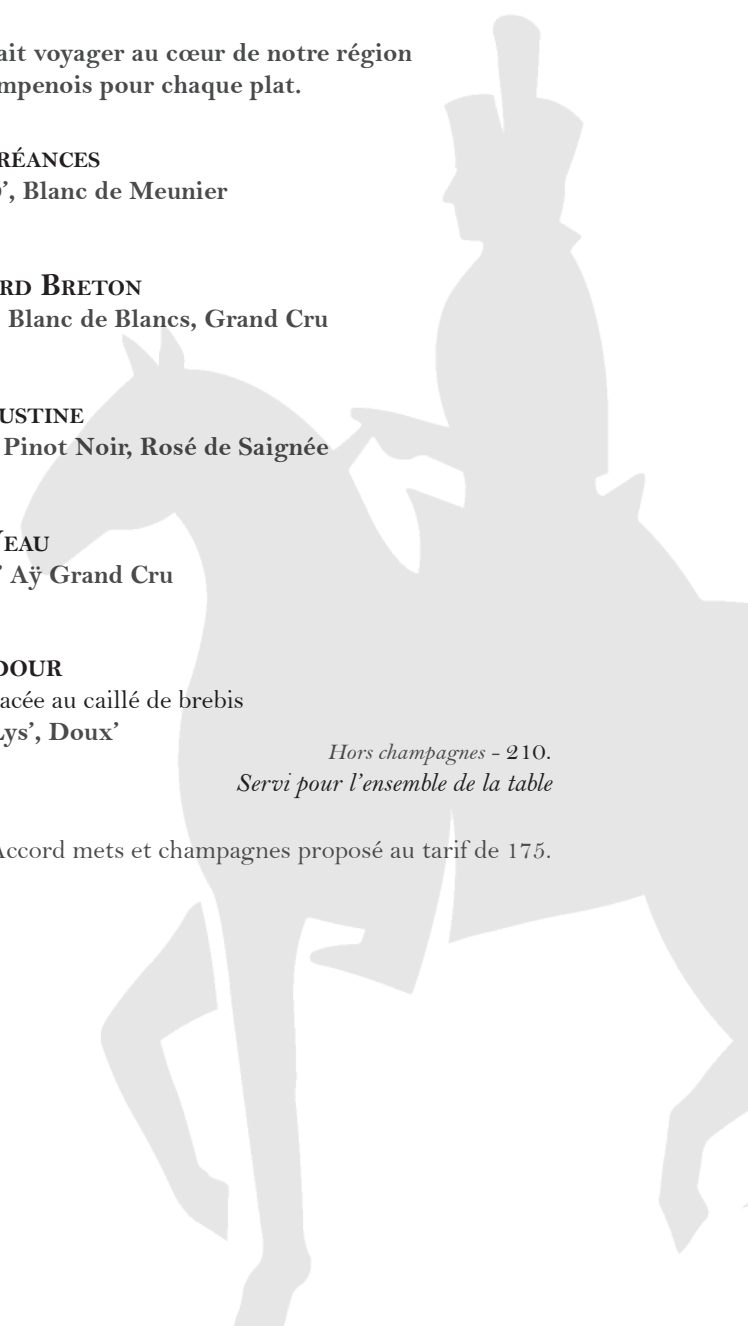 ait voyager au cœur de notre région
mpenois pour chaque plat.
RÉANCES
’, Blanc de Meunier
RD BRETON
Blanc de Blancs, Grand Cru
USTINE
Pinot Noir, Rosé de Saignée
EAU
’ Aÿ Grand Cru
DOUR
acée au caillé de brebis
Lys’, Doux’
Hors champagnes - 210.
Servi pour l’ensemble de la table
Accord mets et champagnes proposé au tarif de 175.